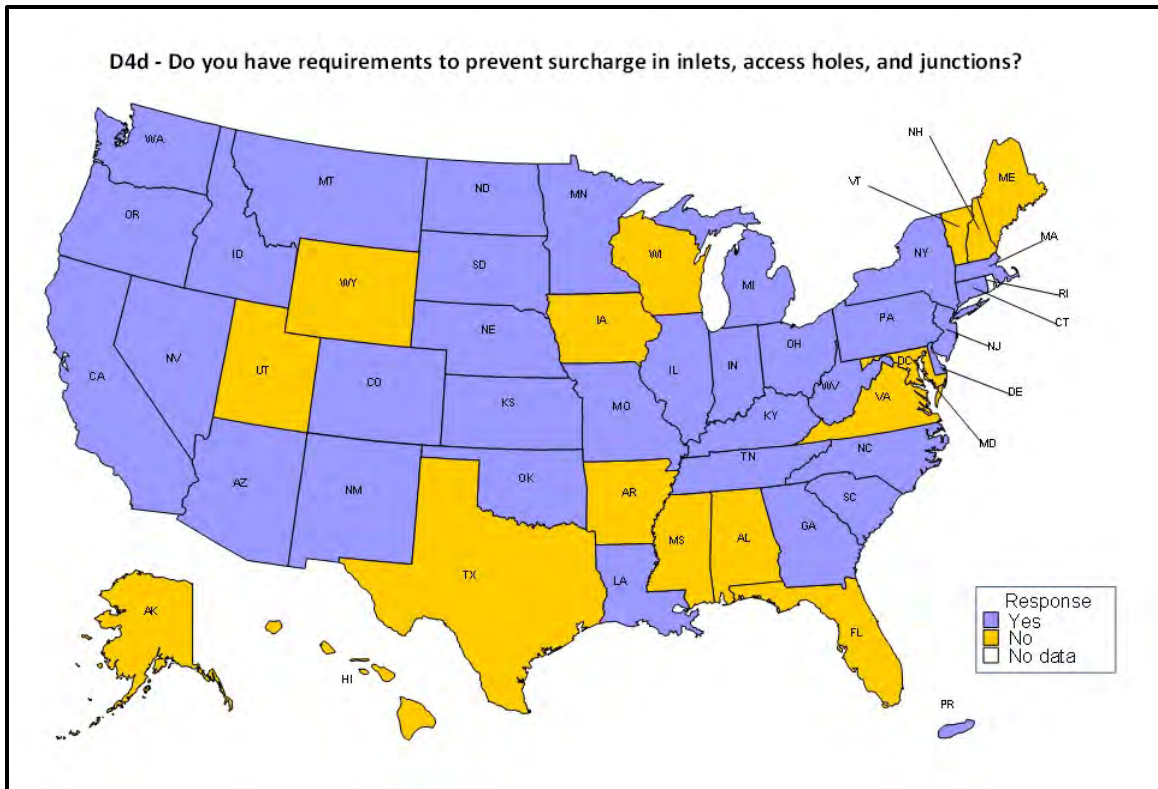 D4d - Do you have requirements to prevent surcharge in inlets, access holes, and junctions?
NH
WA
ME
MT
ND
VT
MN
OR
MA
NY
WI
ID
SD
MI
WY
RI
CT
PA
IA
NE
NJ
OH
NV
UT
IL
IN
DC
CO
CA
WV
DE
VA
KS
MO
KY
MD
NC
TN
OK
AZ
NM
AR
SC
GA
MS
AL
TX
LA
AK
Response
Yes
FL
No
No data
HI
PR